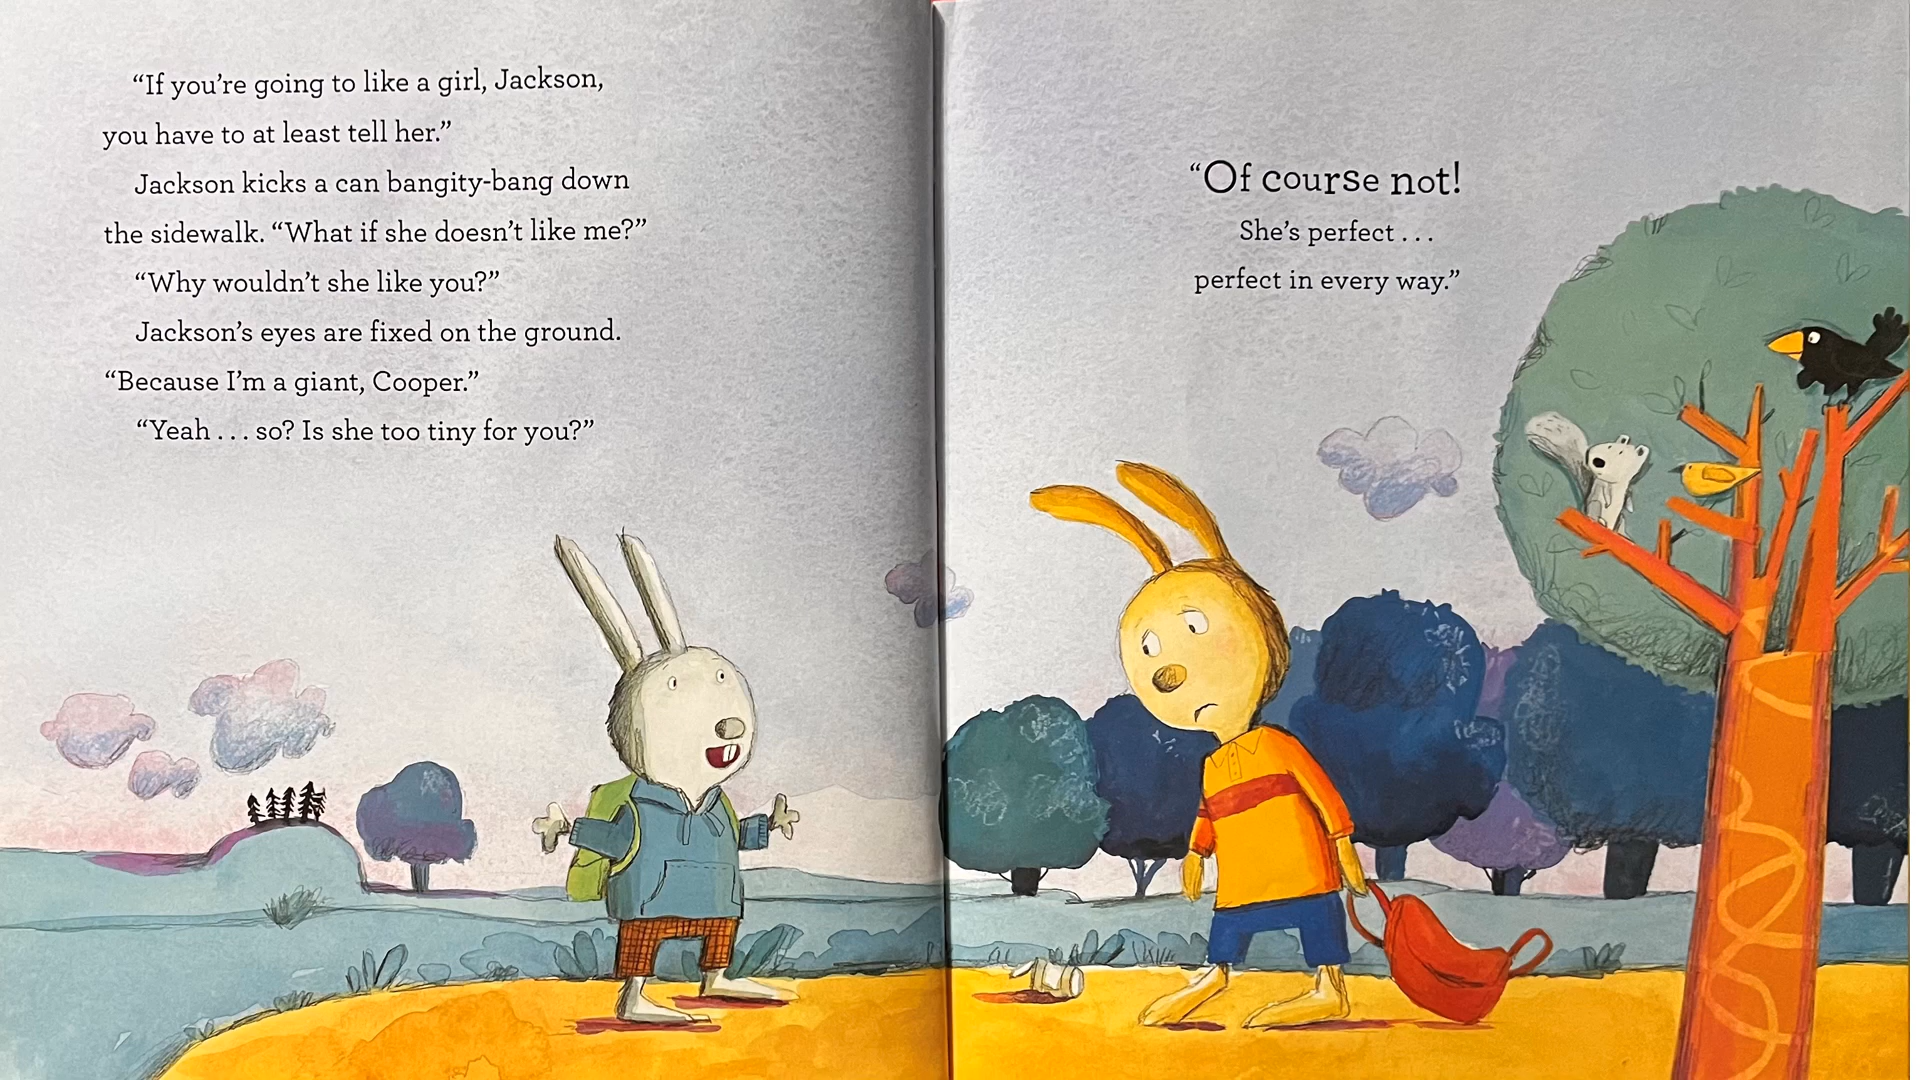 “If you’re going to like a girl, Jackson,
you have to at least tell her.”
Jackson kicks a can bangity-bang down
the sidewalk. “What if she doesn’t like me?”
“Why wouldn’t she like you?”
Jackson’s eyes are fixed on the ground.
“Because I’m a giant, Cooper.”
“Yeah . . . so? Is she too tiny for you?”
“Of course not!
She’s perfect . . .
perfect in every way.”